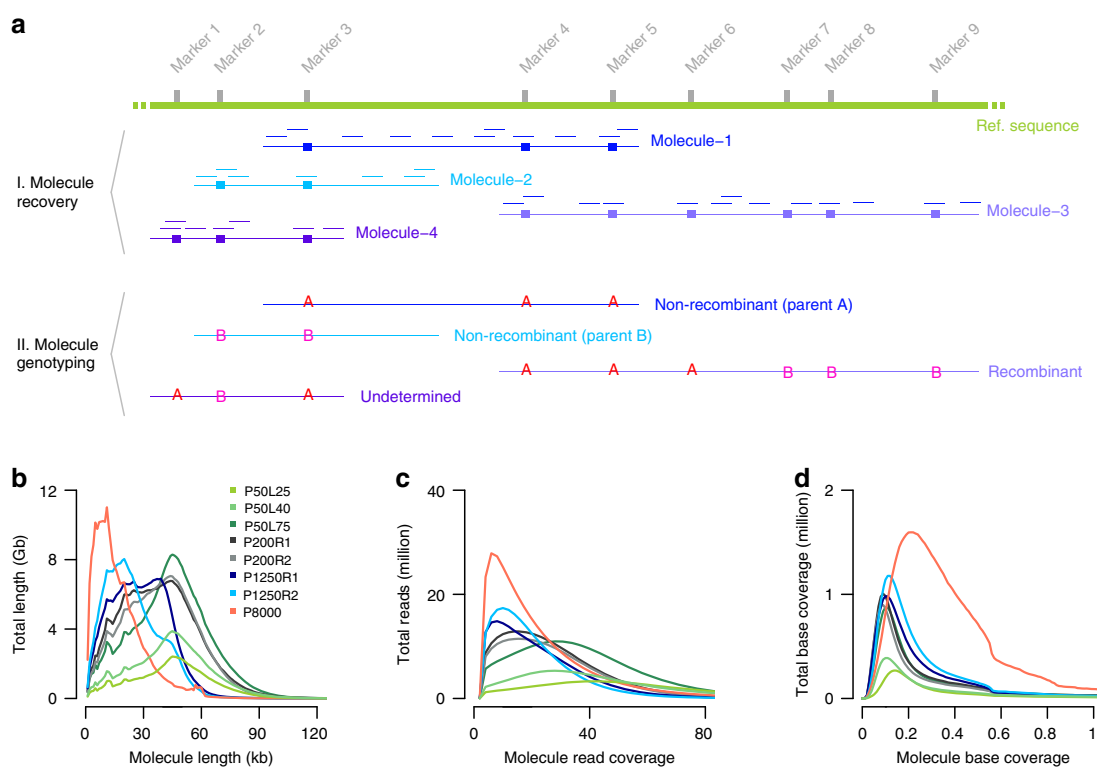 a
Marker 1
Marker 2
Marker 3
Marker 4
Marker 5
Marker 6
Marker 7
Marker 8
Marker 9
Ref. sequence
I. Molecule
recovery
Molecule−1
Molecule−2
Molecule−3
Molecule−4
II. Molecule
genotyping
A A A Non-recombinant (parent A)
B B Non-recombinant (parent B)
A A A B B B Recombinant
A B A Undetermined
b
Total length (Gb)
12
8
4
0
0 30 60 90 120
Molecule length (kb)
P50L25
P50L40
P50L75
P200R1
P200R2
P1250R1
P1250R2
P8000
c
Total reads (million)
40
20
0
0 40 80
Molecule read coverage
d
Total base coverage (million)
2
1
0
0 0.2 0.4 0.6 0.8 1
Molecule base coverage